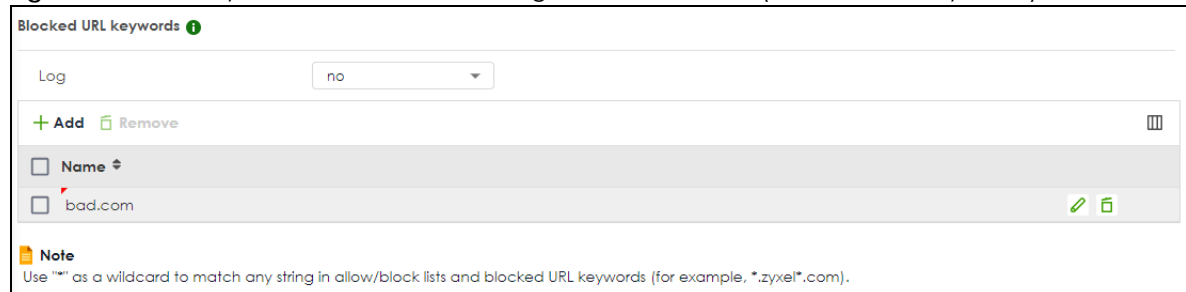 Blocked URL keywords
Log no
Add Remove
Name
bad.com
Note
Use "*" as a wildcard to match any string in allow/block lists and blocked URL keywords (for example, *.zyxel*.com).